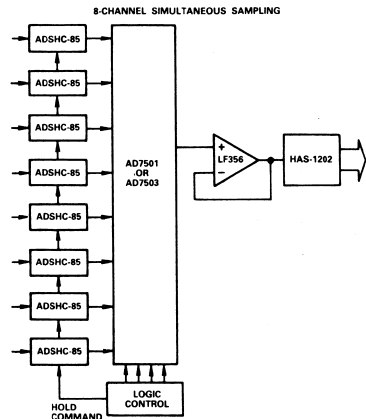 8-CHANNEL SIMULTANEOUS SAMPLING
ADSHC-85
ADSHC-85
ADSHC-85
ADSHC-85
ADSHC-85
ADSHC-85
ADSHC-85
ADSHC-85
AD7501
OR
AD7503
+
LF356
−
HAS-1202
HOLD
COMMAND
LOGIC
CONTROL